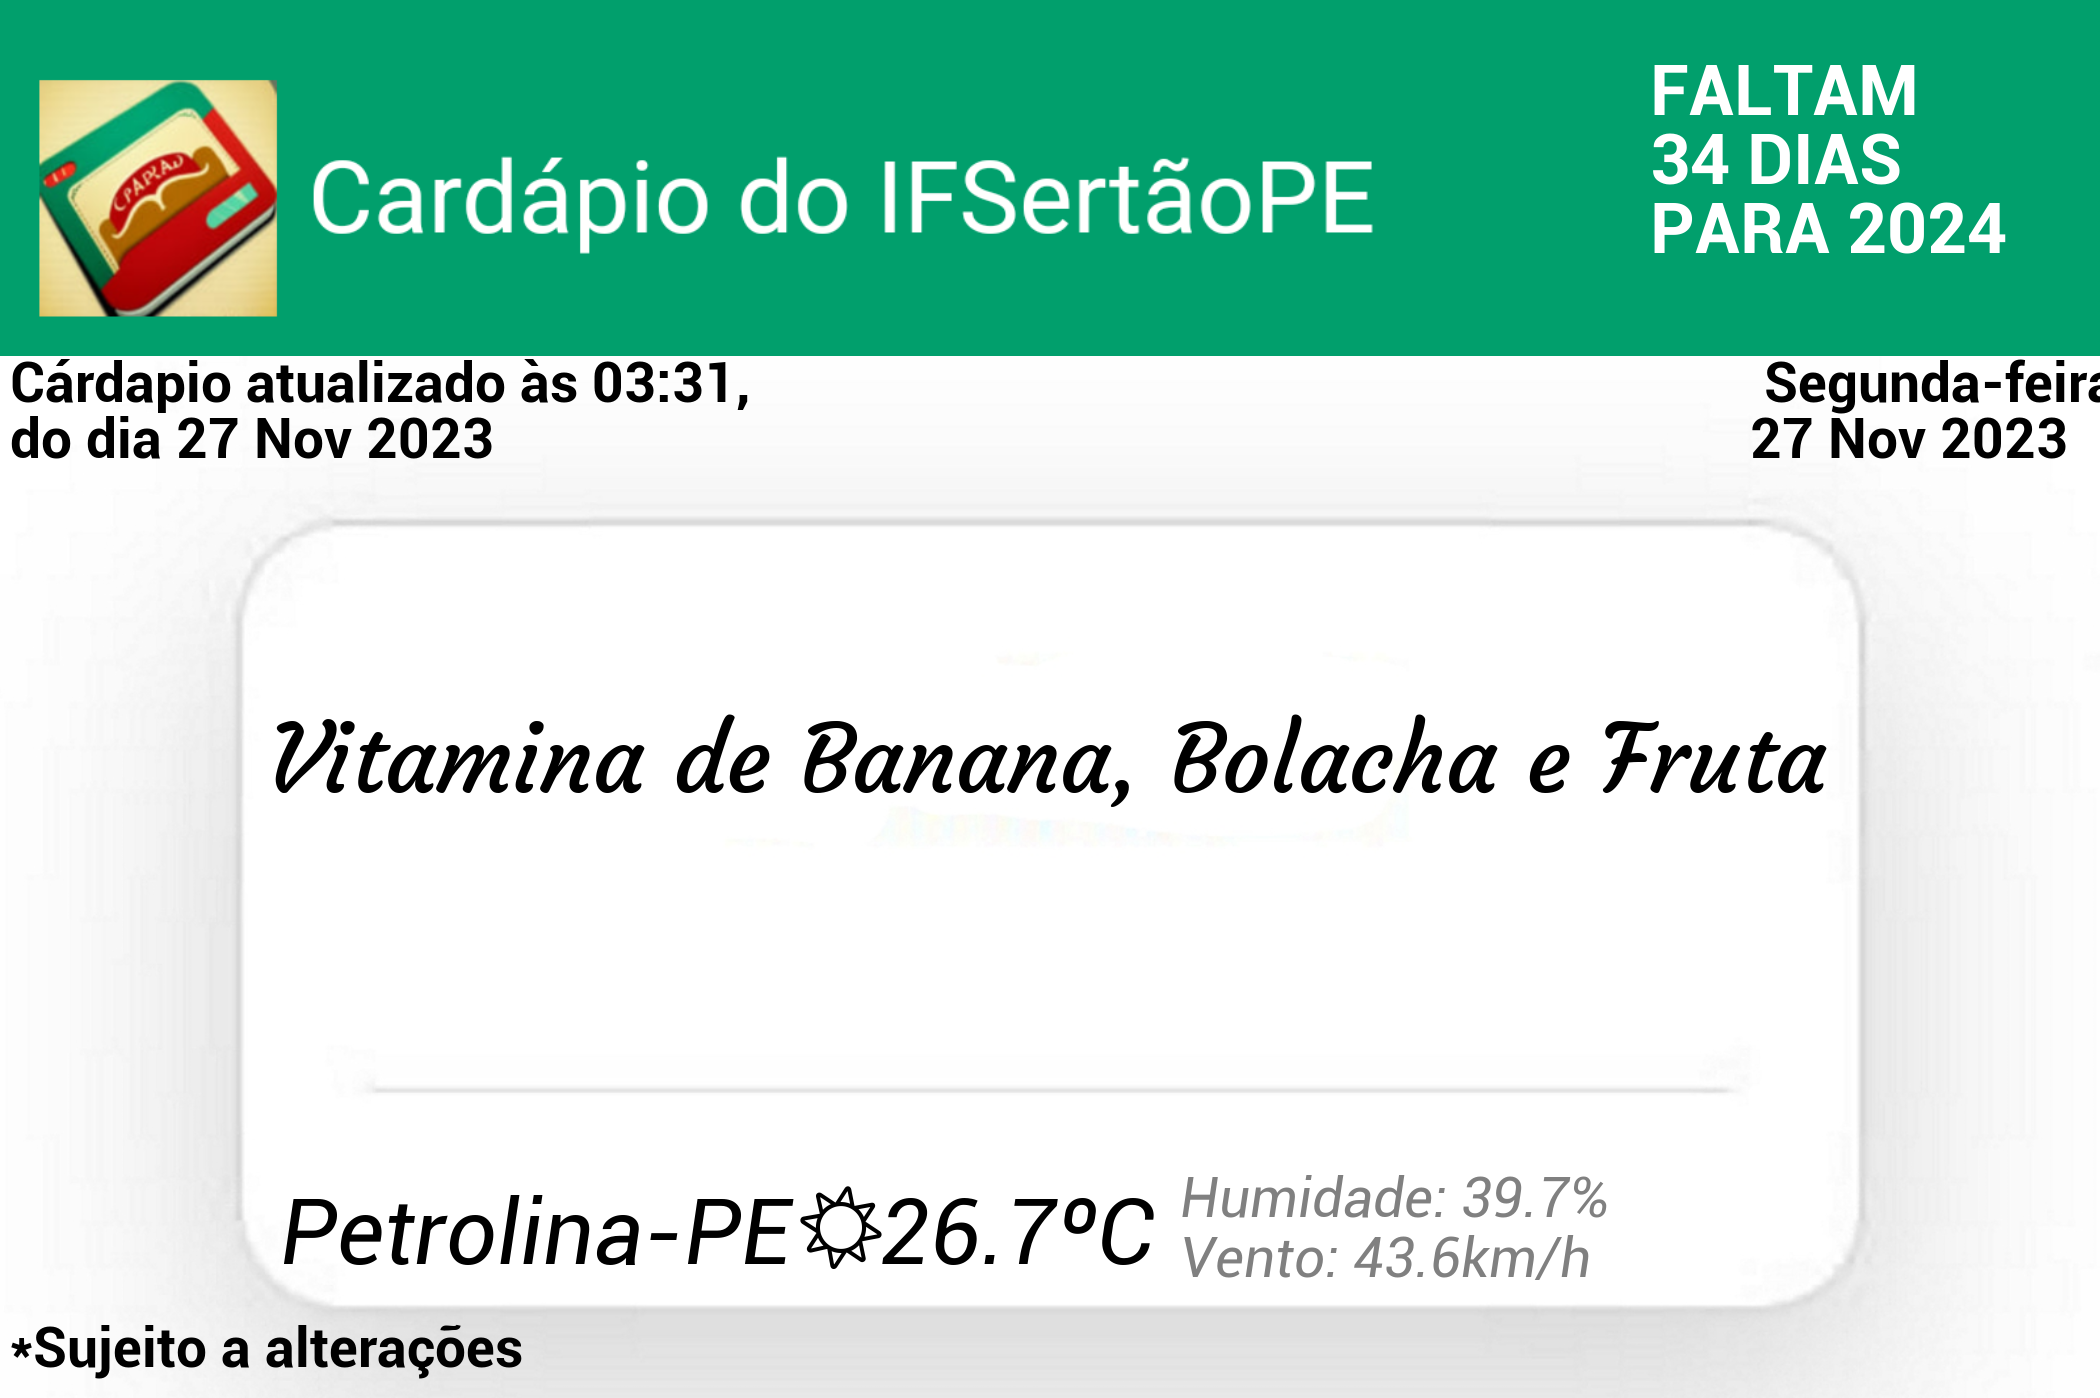 Cardápio do IFSertãoPE
FALTAM
34 DIAS
PARA 2024
Cárdapio atualizado às 03:31,
do dia 27 Nov 2023
Segunda-feira
27 Nov 2023
Vitamina de Banana, Bolacha e Fruta
Petrolina-PE☼26.7ºC
Humidade: 39.7%
Vento: 43.6km/h
*Sujeito a alterações